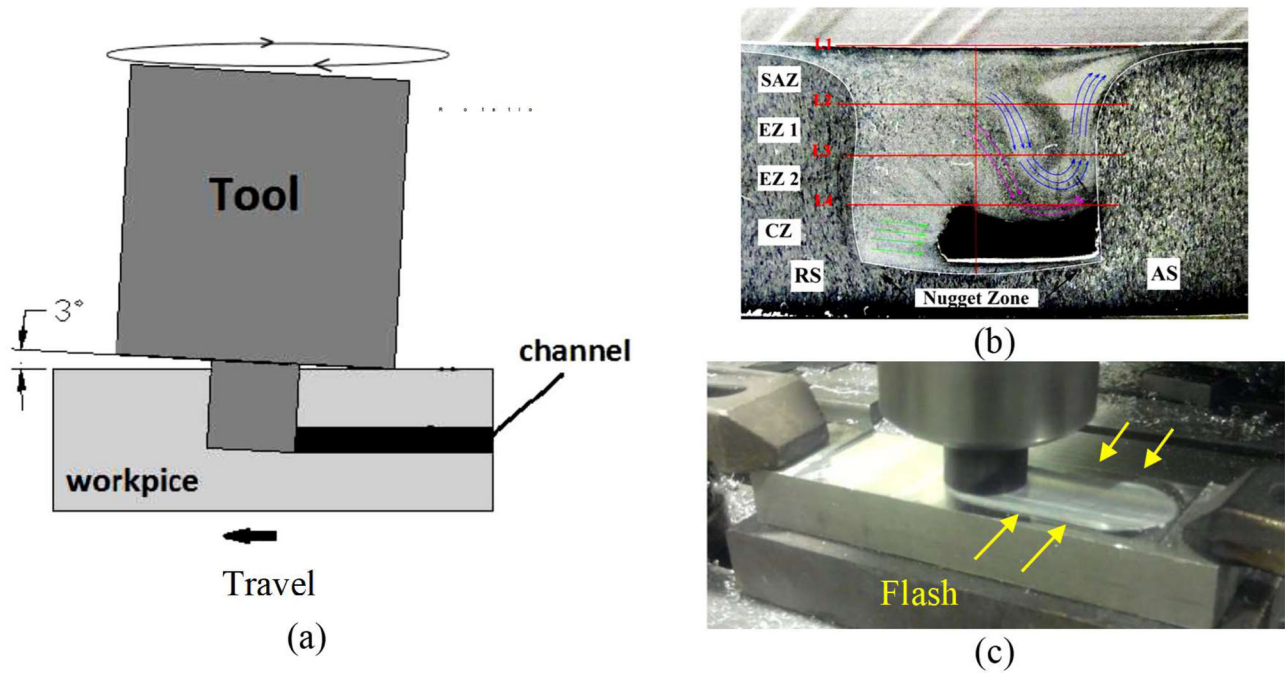 Rotatio
Tool
3°
channel
workpice
Travel
(a)
L1
SAZ
L2
EZ 1
L3
EZ 2
L4
CZ
RS
AS
Nugget Zone
(b)
Flash
(c)